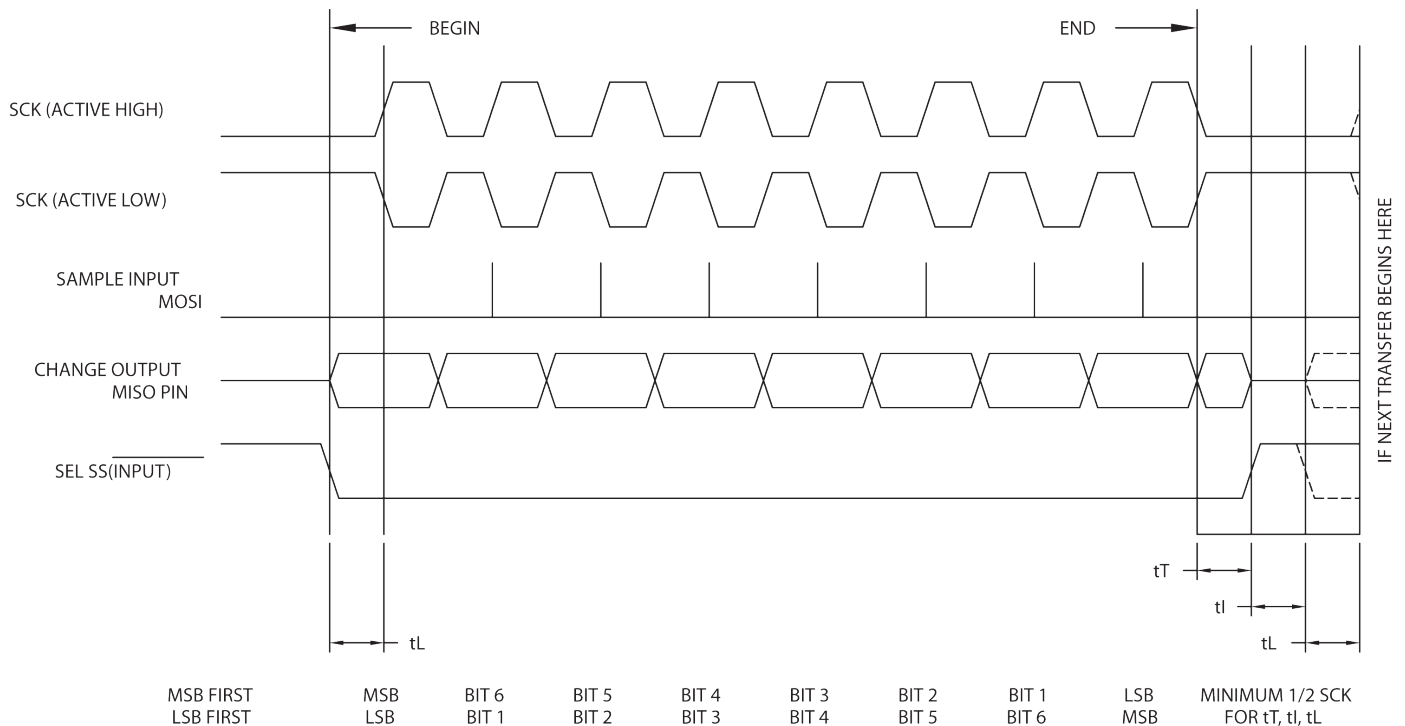 BEGIN
END
SCK (ACTIVE HIGH)
SCK (ACTIVE LOW)
SAMPLE INPUT
MOSI
CHANGE OUTPUT
MISO PIN
SEL SS(INPUT)
IF NEXT TRANSFER BEGINS HERE
tT
tI
tL
tL
MSB FIRST MSB BIT 6 BIT 5 BIT 4 BIT 3 BIT 2 BIT 1 LSB MINIMUM 1/2 SCK
LSB FIRST LSB BIT 1 BIT 2 BIT 3 BIT 4 BIT 5 BIT 6 MSB FOR tT, tI, tL